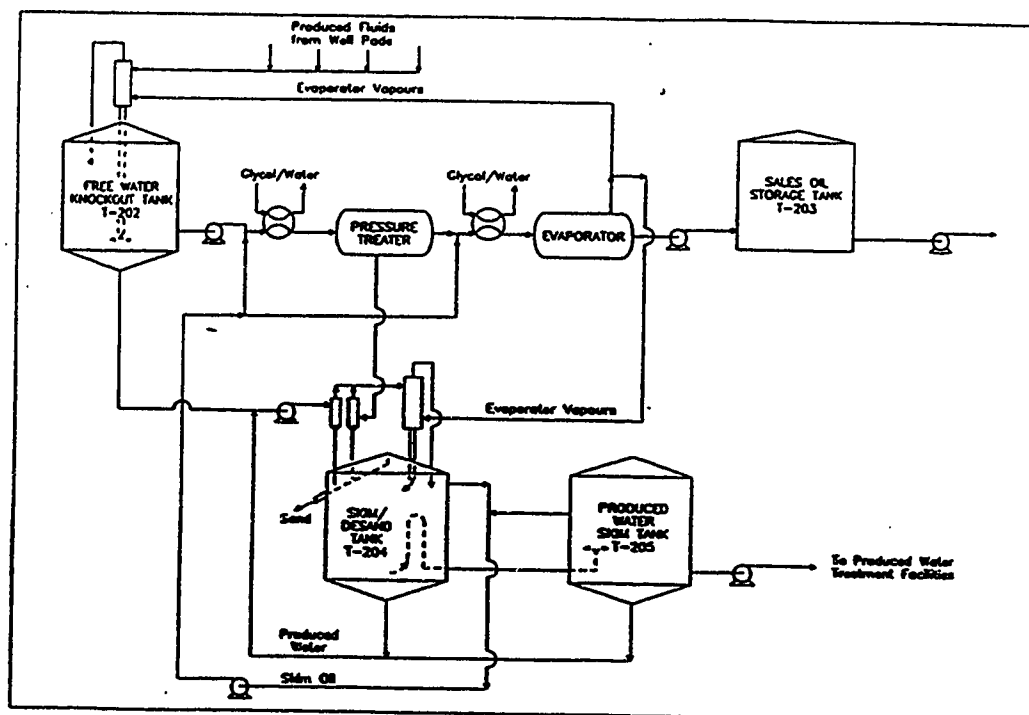 Produced Fluids
from Well Pads
Evaporator Vapours
FREE WATER
KNOCKOUT TANK
T-202
Glycol/Water
Glycol/Water
PRESSURE
TREATER
EVAPORATOR
SALES OIL
STORAGE TANK
T-203
Evaporator Vapours
Sand
SKIM/
DESAND
TANK
T-204
PRODUCED
WATER
SKIM TANK
T-205
To Produced Water
Treatment Facilities
Produced
Water
Skim Oil